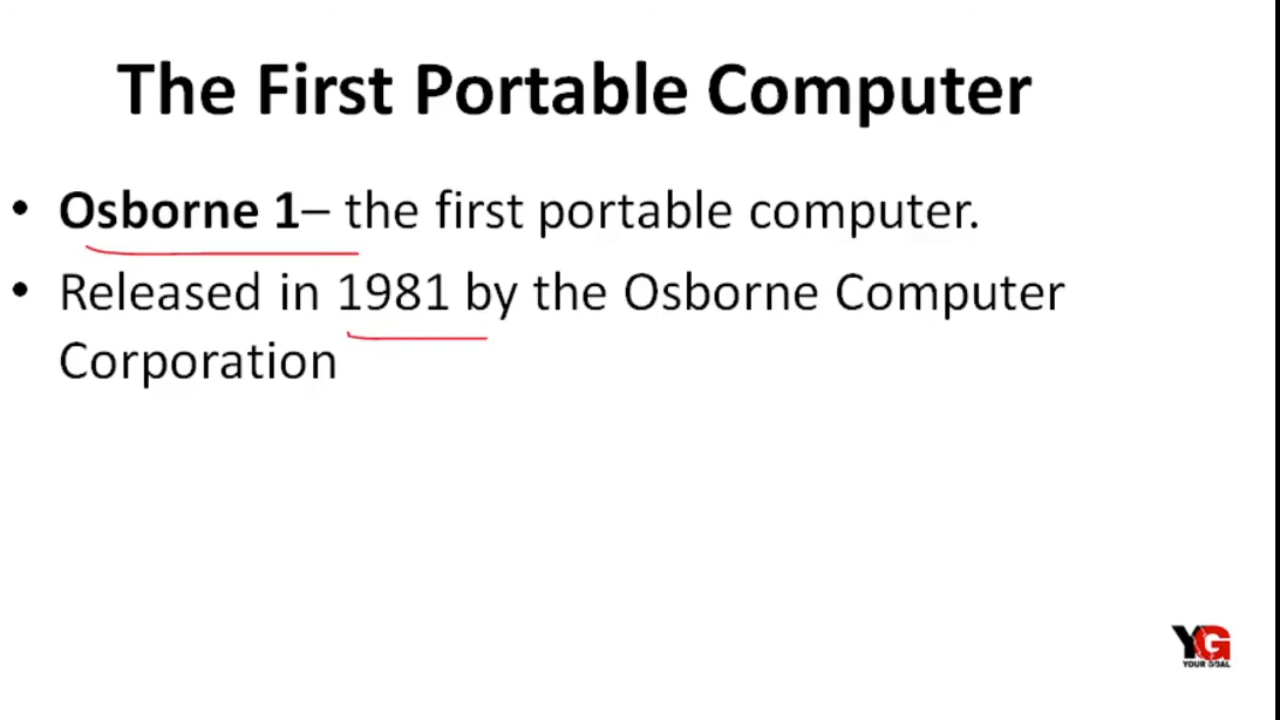 The First Portable Computer
• Osborne 1– the first portable computer.
• Released in 1981 by the Osborne Computer
Corporation
YG
YOUR GOAL